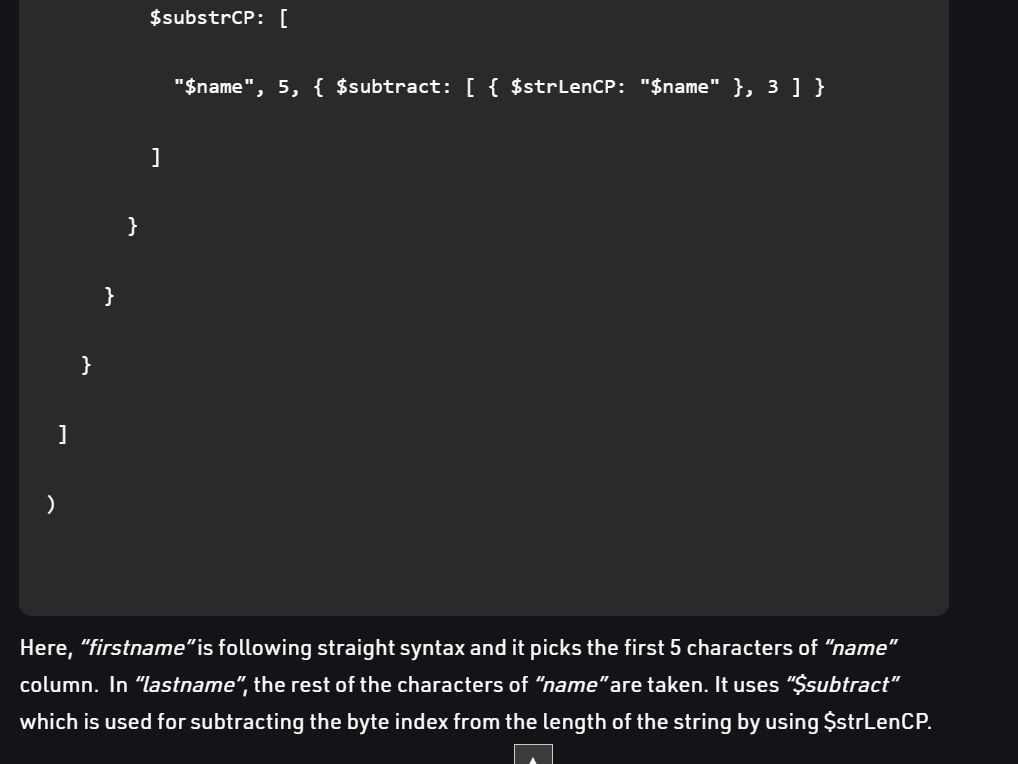 $substrCP: [
"$name", 5, { $subtract: [ { $strLenCP: "$name" }, 3 ] }
]
}
}
}
]
)
Here, “firstname” is following straight syntax and it picks the first 5 characters of “name”
column.  In “lastname”, the rest of the characters of “name” are taken. It uses “$subtract”
which is used for subtracting the byte index from the length of the string by using $strLenCP.